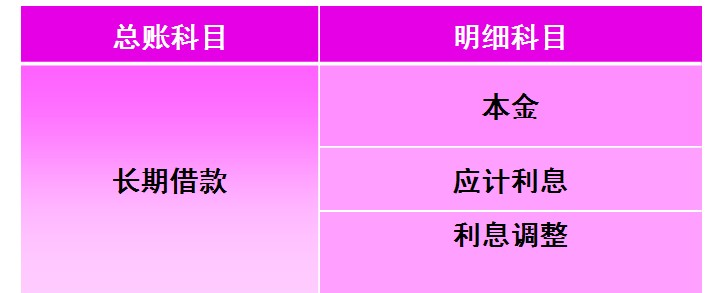 总账科目
明细科目
长期借款
本金
应计利息
利息调整